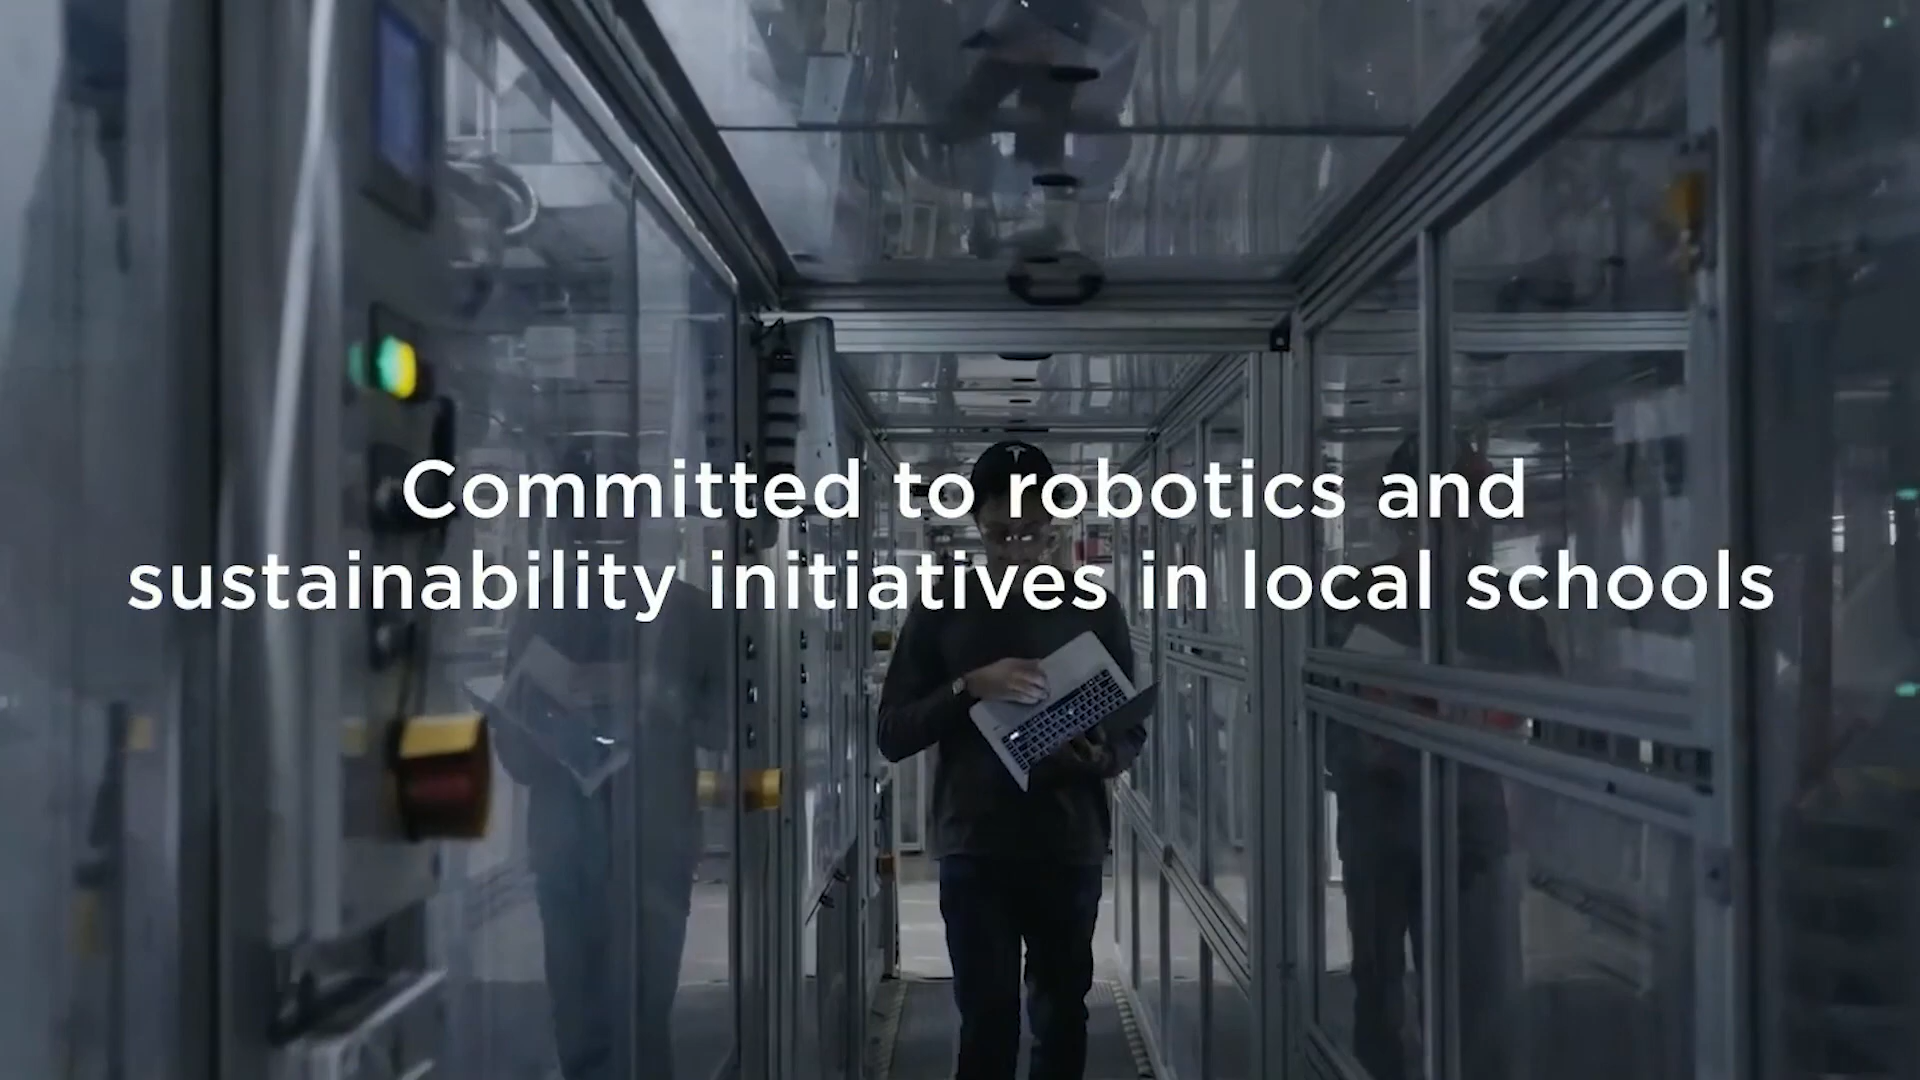 Committed to robotics and
sustainability initiatives in local schools